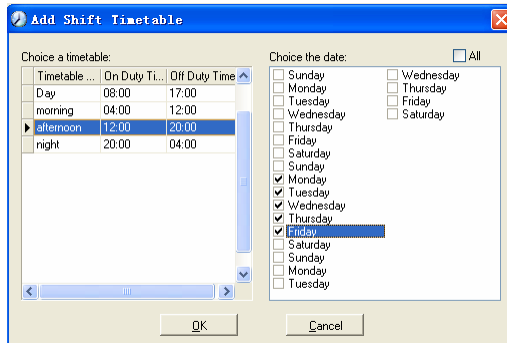 Add Shift Timetable
Choice a timetable:
Timetable ... On Duty Ti... Off Duty Time
Day 08:00 17:00
morning 04:00 12:00
afternoon 12:00 20:00
night 20:00 04:00
Choice the date:
All
Sunday
Monday
Tuesday
Wednesday
Thursday
Friday
Saturday
Sunday
Monday
Tuesday
Wednesday
Thursday
Friday
Saturday
Sunday
Monday
Tuesday
Wednesday
Thursday
Friday
Saturday
OK
Cancel